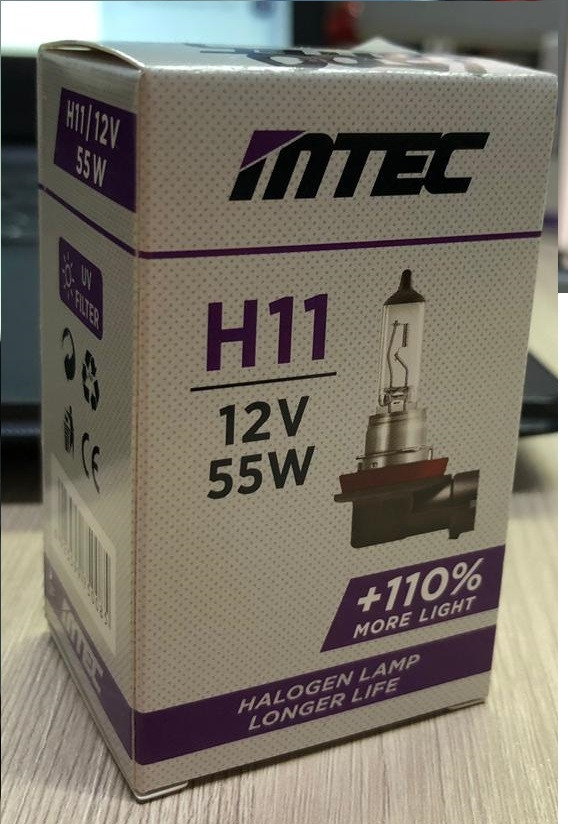 H11/12V
55W
UV
FILTER
CE
INTEC
INTEC
H11
12V
55W
+110%
MORE LIGHT
HALOGEN LAMP
LONGER LIFE